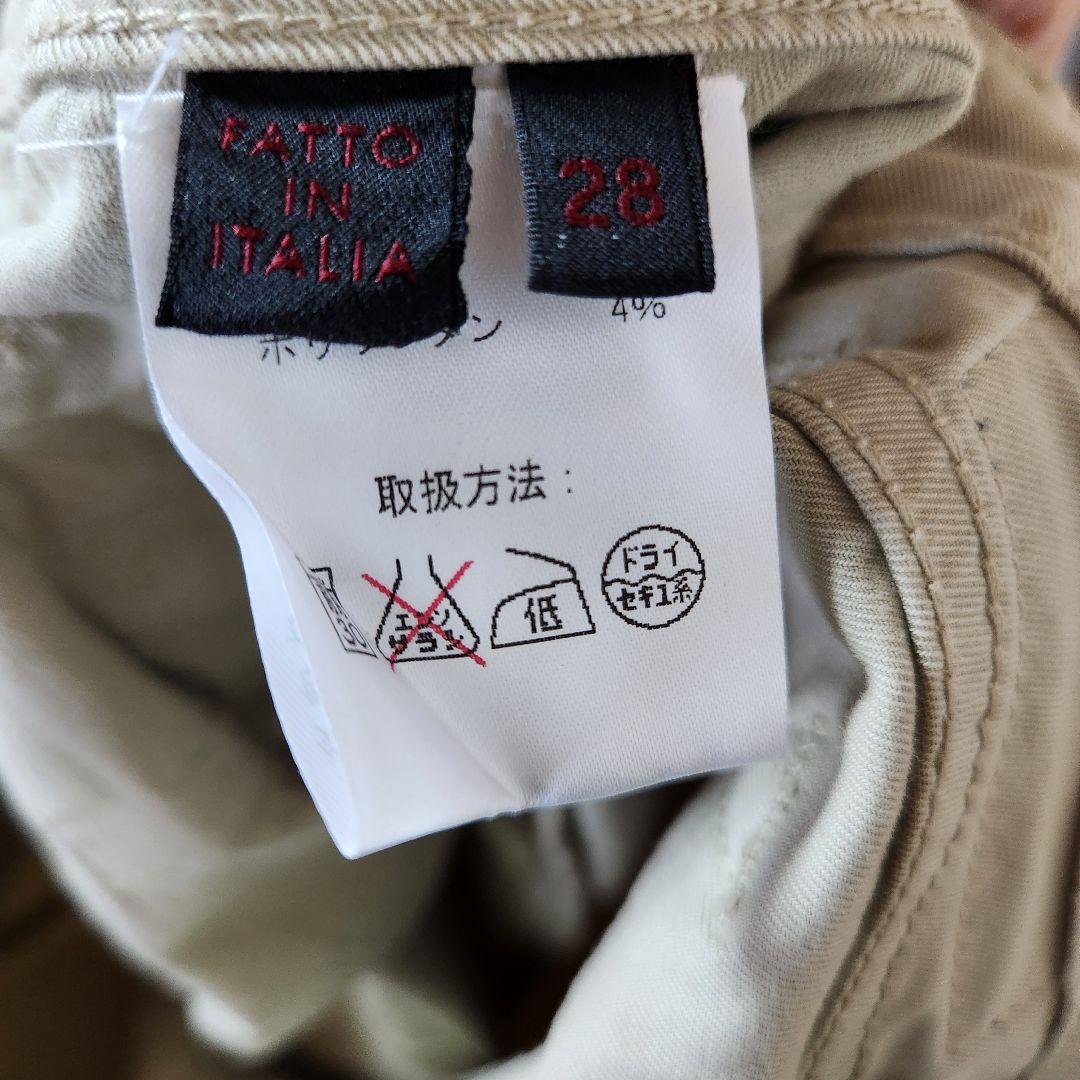 FATTO
IN
ITALIA
28
4%
取扱方法：
エンソ
サラシ
低
ドライ
セキユ系